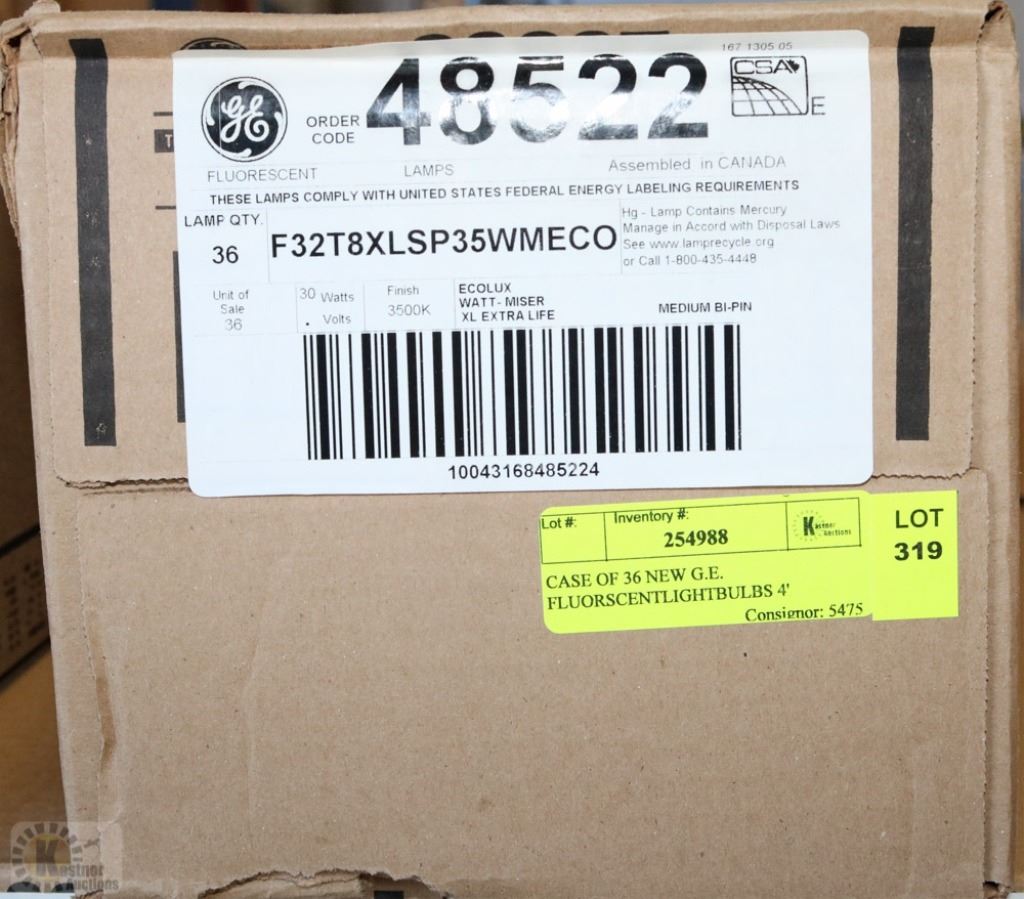 167 1305 05
GE
ORDER CODE 48522
CSA
E
FLUORESCENT LAMPS Assembled in CANADA
THESE LAMPS COMPLY WITH UNITED STATES FEDERAL ENERGY LABELING REQUIREMENTS
LAMP QTY.
36
F32T8XLSP35WMECO
Hg - Lamp Contains Mercury
Manage in Accord with Disposal Laws
See www.lamprecycle.org
or Call 1-800-435-4448
Unit of
Sale
36
30 Watts
. Volts
Finish
3500K
ECOLUX
WATT-MISER
XL EXTRA LIFE
MEDIUM BI-PIN
10043168485224
Lot #:
Inventory #:
254988
Kastner
Auctions
CASE OF 36 NEW G.E.
FLUORSCENTLIGHTBULBS 4'
Consignor: 5475
LOT
319
Kastner
Auctions